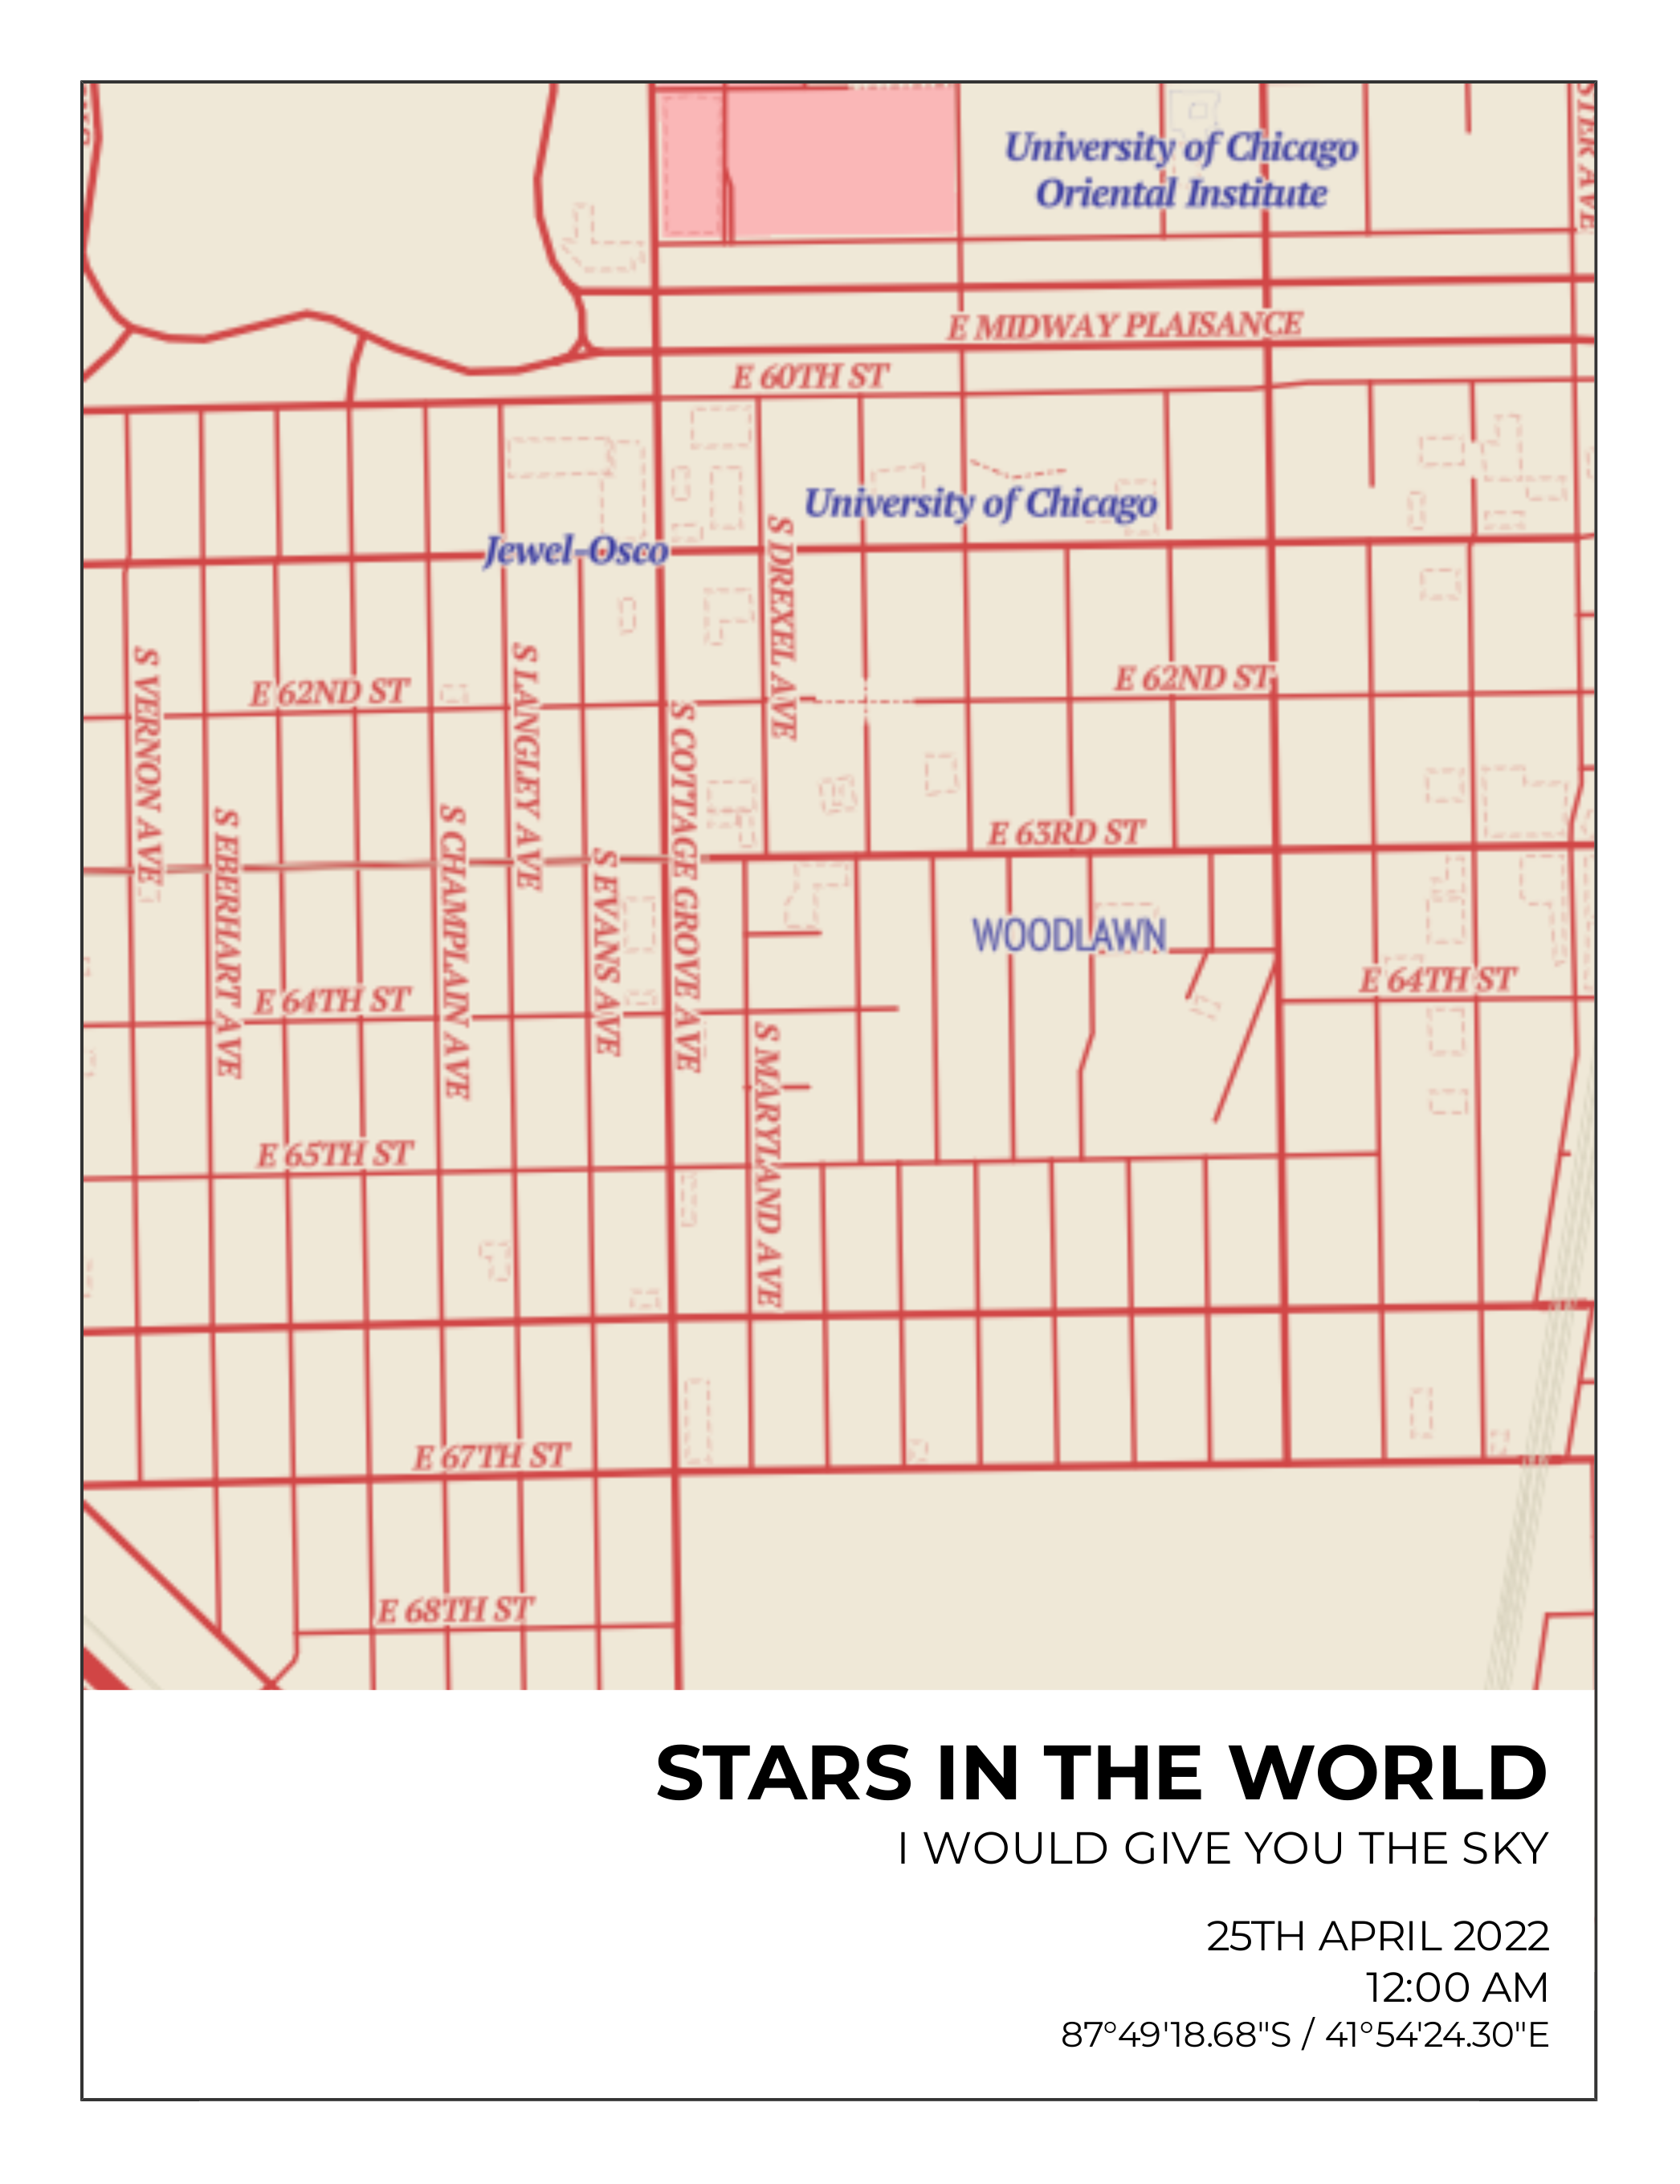 University of Chicago
Oriental Institute
STER AVE
E MIDWAY PLAISANCE
E 60TH ST
University of Chicago
Jewel-Osco
S DREXEL AVE
S VERNON AVE
E 62ND ST
S LANGLEY AVE
E 62ND ST
S COTTAGE GROVE AVE
S EBERHART AVE
S CHAMPLAIN AVE
S EVANS AVE
E 63RD ST
WOODLAWN
E 64TH ST
E 64TH ST
S MARYLAND AVE
E 65TH ST
E 67TH ST
E 68TH ST
STARS IN THE WORLD
I WOULD GIVE YOU THE SKY
25TH APRIL 2022
12:00 AM
87°49'18.68"S / 41°54'24.30"E